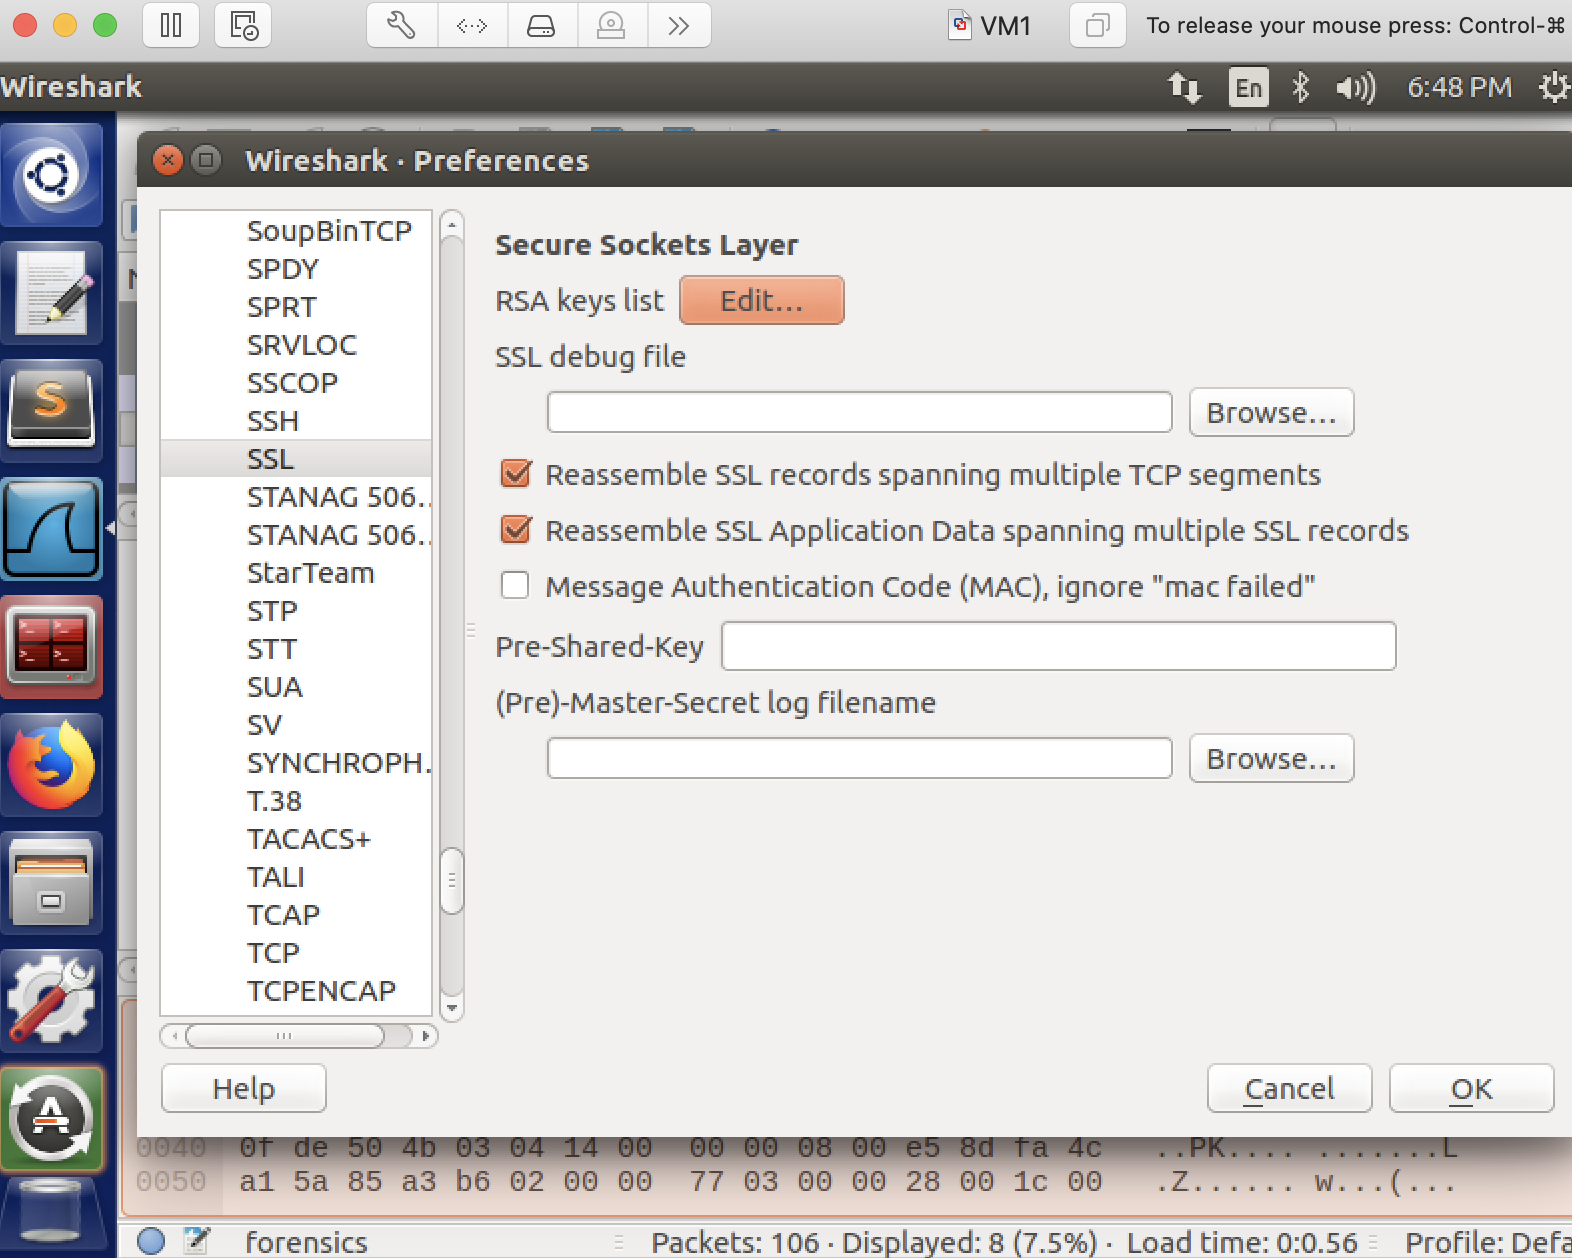 VM1
To release your mouse press: Control-⌘
Wireshark
En
6:48 PM
Wireshark · Preferences
SoupBinTCP
SPDY
SPRT
SRVLOC
SSCOP
SSH
SSL
STANAG 506..
STANAG 506..
StarTeam
STP
STT
SUA
SV
SYNCHROPH.
T.38
TACACS+
TALI
TCAP
TCP
TCPENCAP
Secure Sockets Layer
RSA keys list Edit...
SSL debug file
Browse...
Reassemble SSL records spanning multiple TCP segments
Reassemble SSL Application Data spanning multiple SSL records
Message Authentication Code (MAC), ignore "mac failed"
Pre-Shared-Key
(Pre)-Master-Secret log filename
Browse...
Help
Cancel
OK
0040 0f de 50 4b 03 04 14 00 00 00 08 00 e5 8d fa 4c ..PK.... .......L
0050 a1 5a 85 a3 b6 02 00 00 77 03 00 00 28 00 1c 00 .Z...... w...(...
forensics
Packets: 106 · Displayed: 8 (7.5%) · Load time: 0:0.56
Profile: Defa